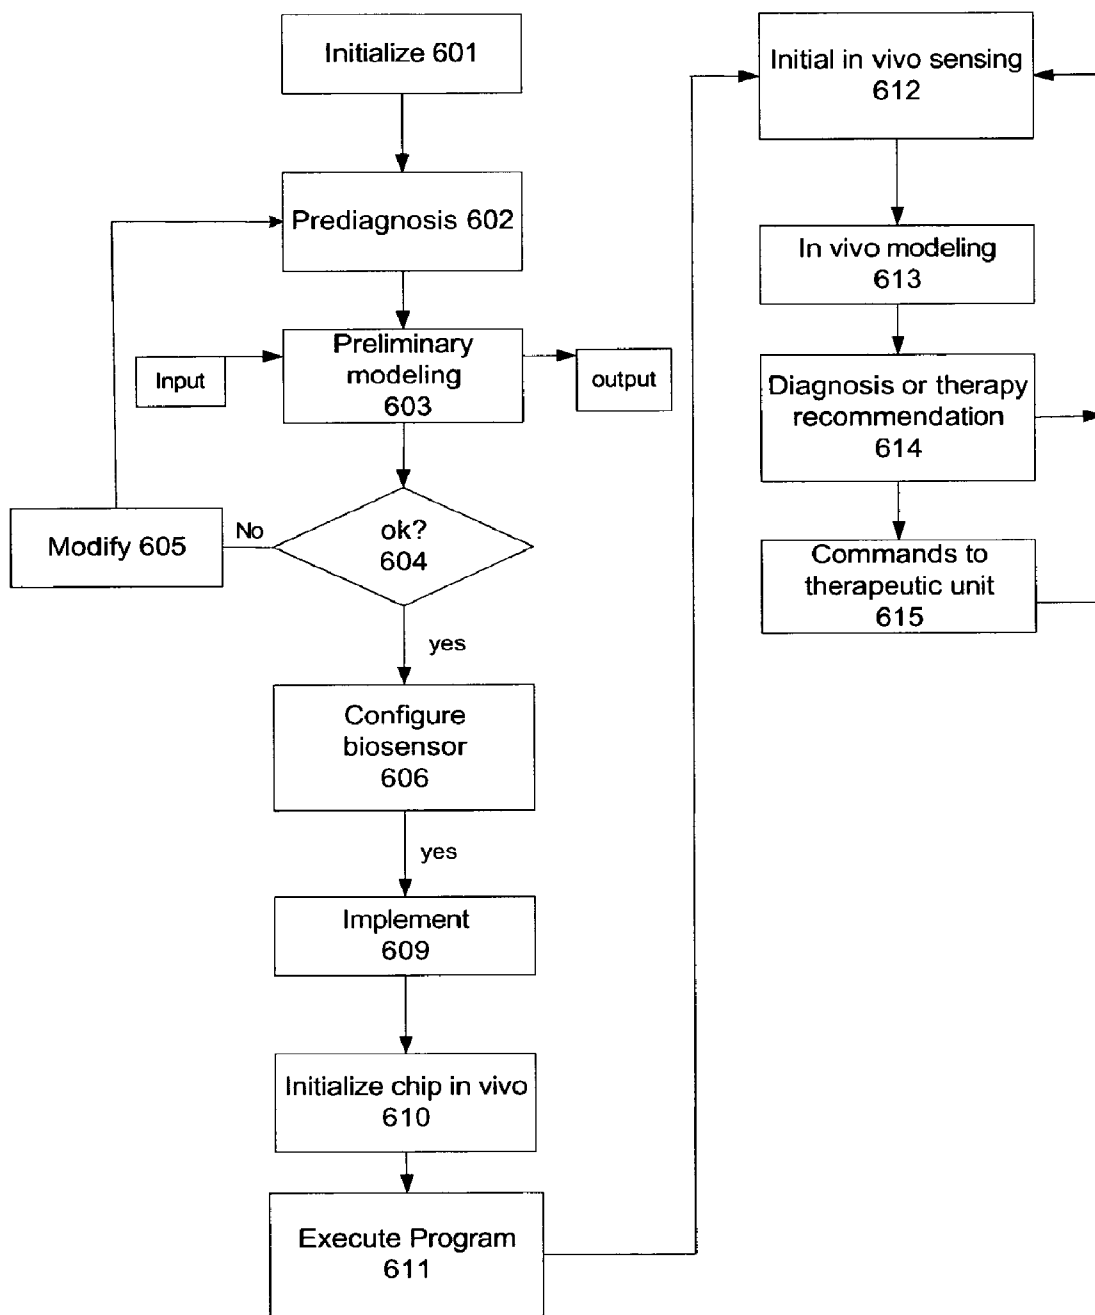 Initialize 601
Prediagnosis 602
Input
Preliminary
modeling
603
output
Modify 605
No
ok?
604
yes
Configure
biosensor
606
yes
Implement
609
Initialize chip in vivo
610
Execute Program
611
Initial in vivo sensing
612
In vivo modeling
613
Diagnosis or therapy
recommendation
614
Commands to
therapeutic unit
615